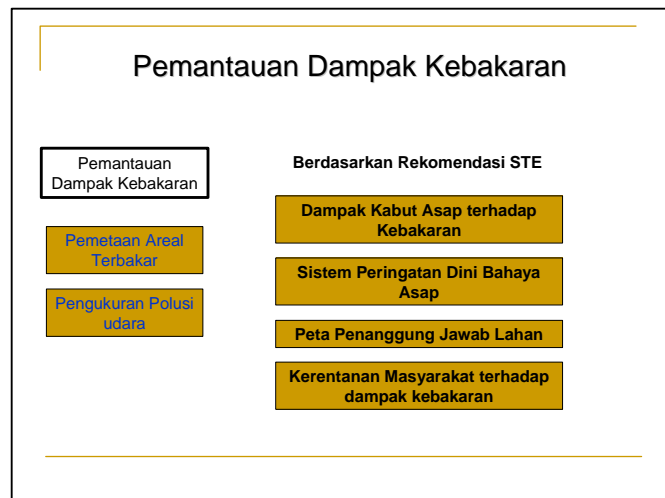 Pemantauan Dampak Kebakaran
Pemantauan
Dampak Kebakaran
Pemetaan Areal
Terbakar
Pengukuran Polusi
udara
Berdasarkan Rekomendasi STE
Dampak Kabut Asap terhadap
Kebakaran
Sistem Peringatan Dini Bahaya
Asap
Peta Penanggung Jawab Lahan
Kerentanan Masyarakat terhadap
dampak kebakaran